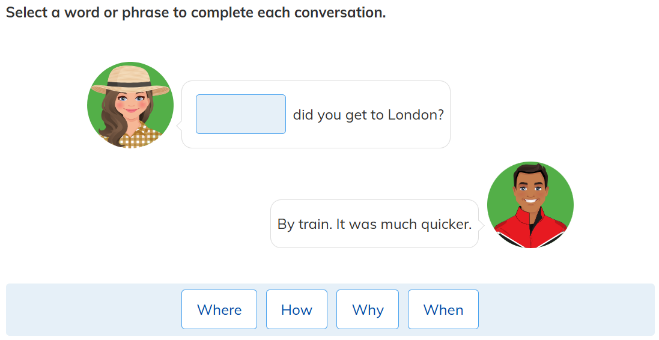 Select a word or phrase to complete each conversation.
did you get to London?
By train. It was much quicker.
Where How Why When